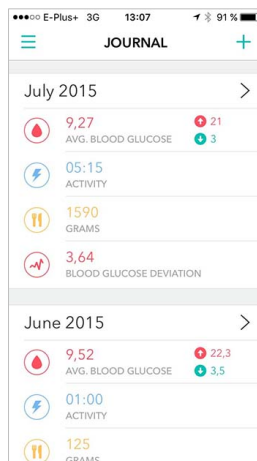 E-Plus+ 3G 13:07 91 %
JOURNAL
July 2015
9,27 21
AVG. BLOOD GLUCOSE 3
05:15
ACTIVITY
1590
GRAMS
3,64
BLOOD GLUCOSE DEVIATION
June 2015
9,52 22,3
AVG. BLOOD GLUCOSE 3,5
01:00
ACTIVITY
125
GRAMS